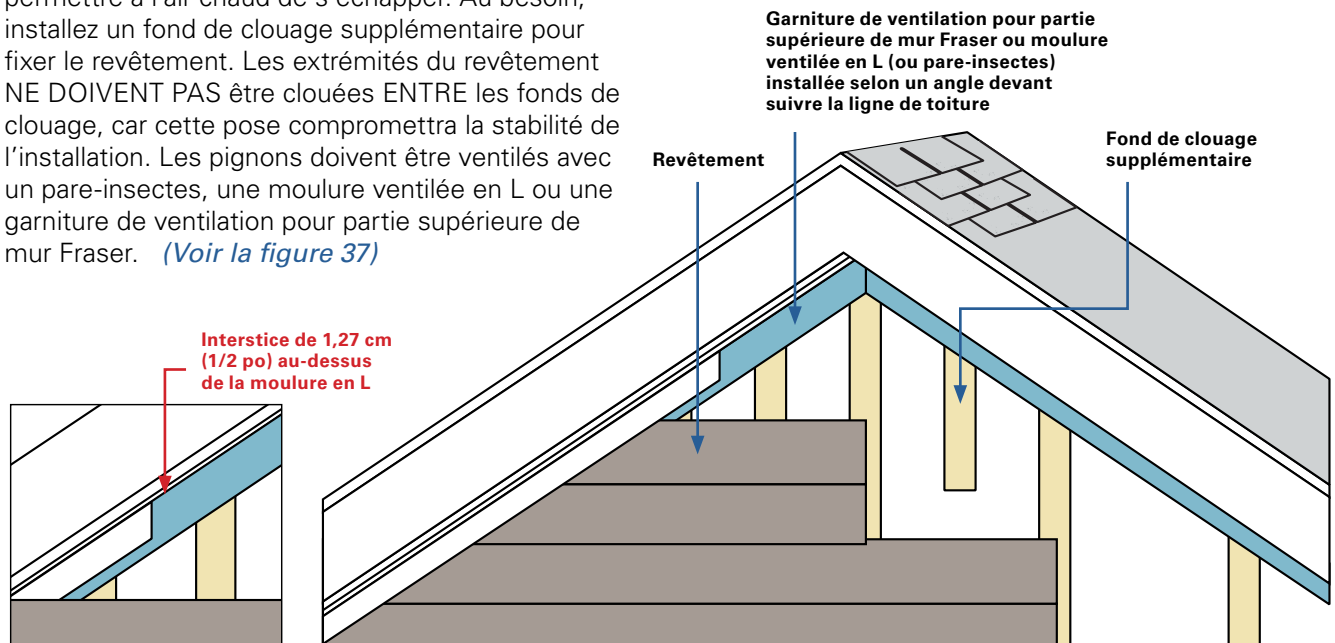 permettre à l'air chaud de s'échapper. Au besoin,
installez un fond de clouage supplémentaire pour
fixer le revêtement. Les extrémités du revêtement
NE DOIVENT PAS être clouées ENTRE les fonds de
clouage, car cette pose compromettra la stabilité de
l'installation. Les pignons doivent être ventilés avec
un pare-insectes, une moulure ventilée en L ou une
garniture de ventilation pour partie supérieure de
mur Fraser. (Voir la figure 37)
Garniture de ventilation pour partie
supérieure de mur Fraser ou moulure
ventilée en L (ou pare-insectes)
installée selon un angle devant
suivre la ligne de toiture
Revêtement
Fond de clouage
supplémentaire
Interstice de 1,27 cm
(1/2 po) au-dessus
de la moulure en L